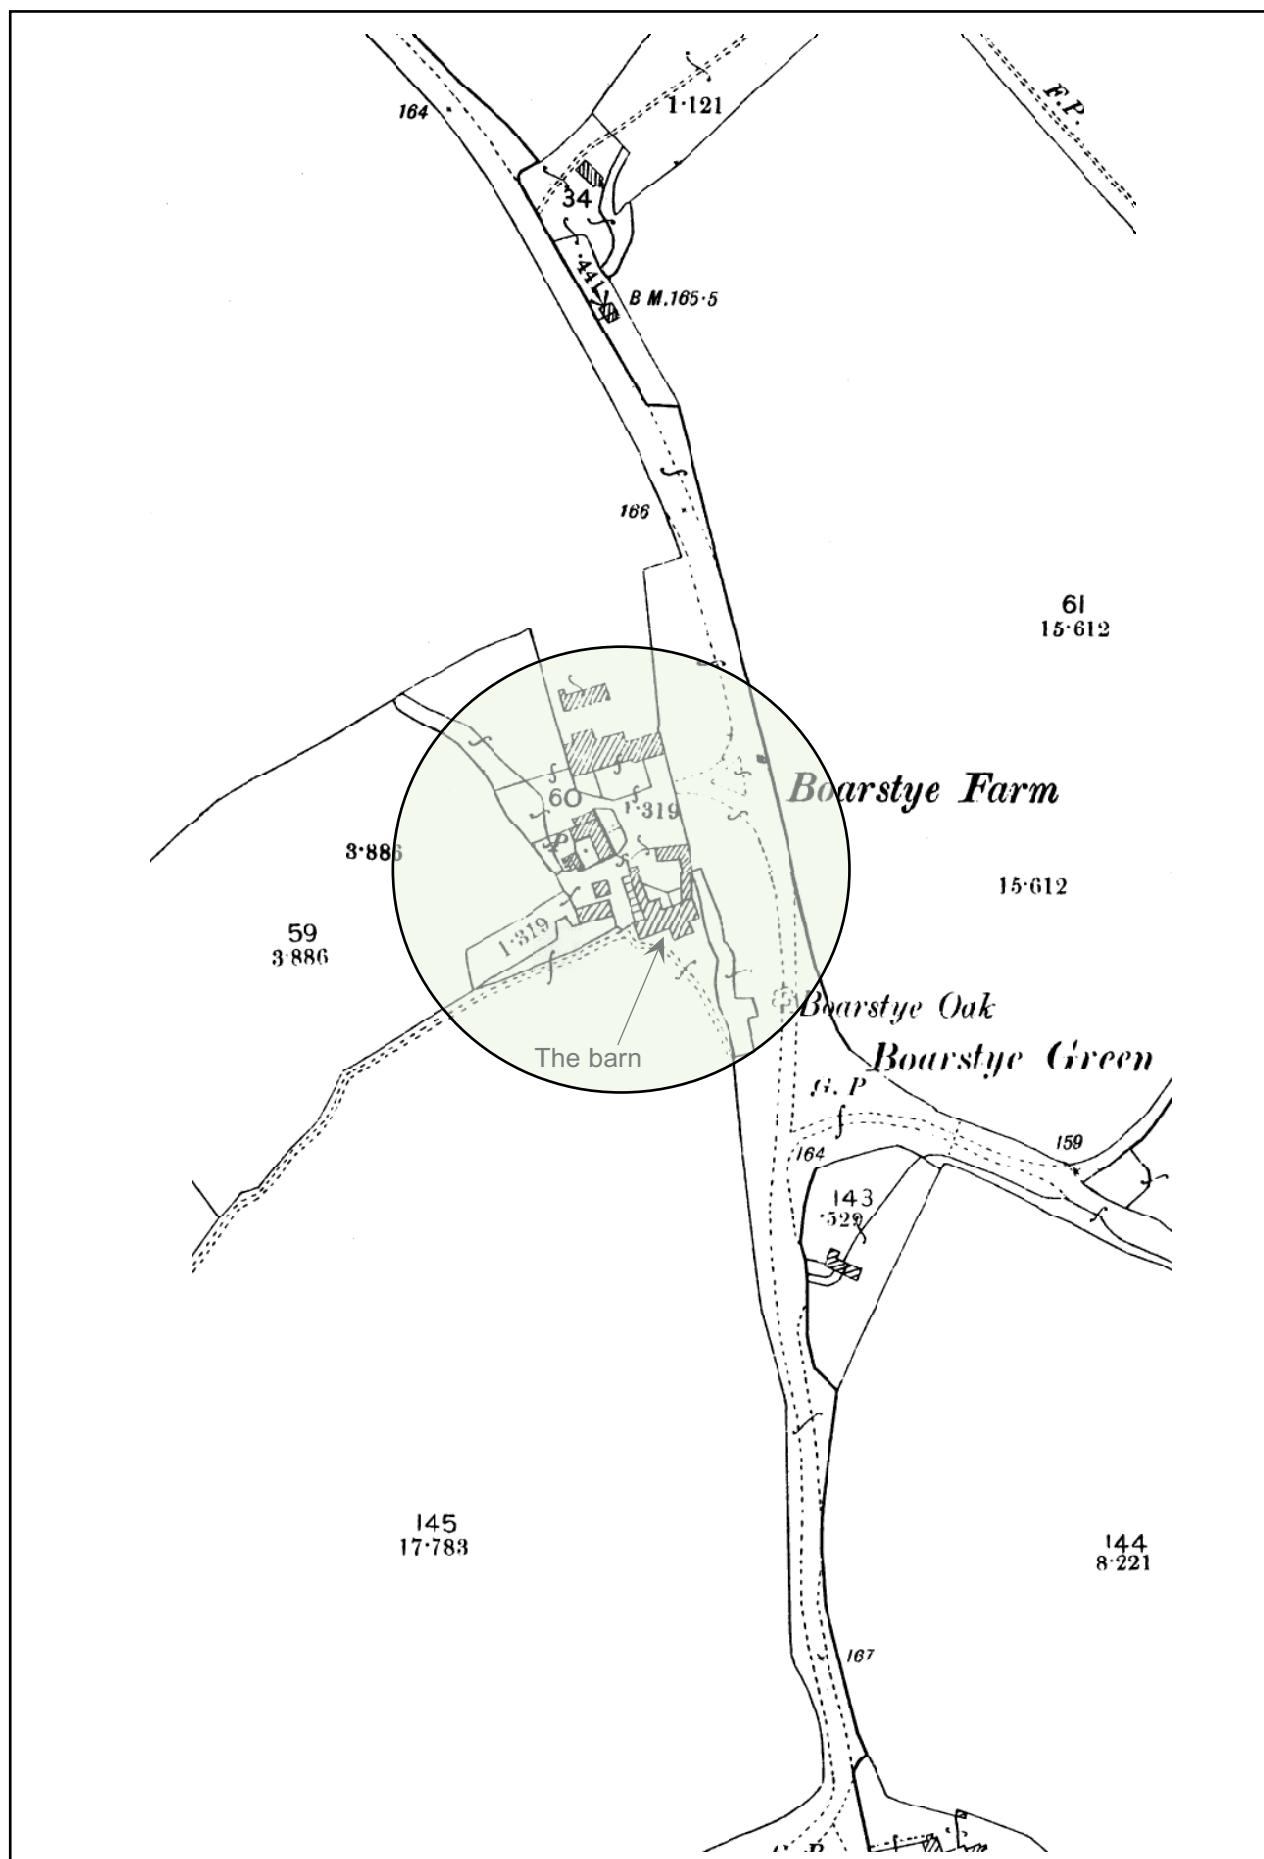 F.P.
1·121
164
34
·441
B M.165·5
166
61
15·612
Boarstye Farm
60
1·319
P
3·886
15·612
59
3·886
1·319
Boarstye Oak
The barn
Boarstye Green
G. P
159
164
143
·529
145
17·783
144
8·221
167
G. P